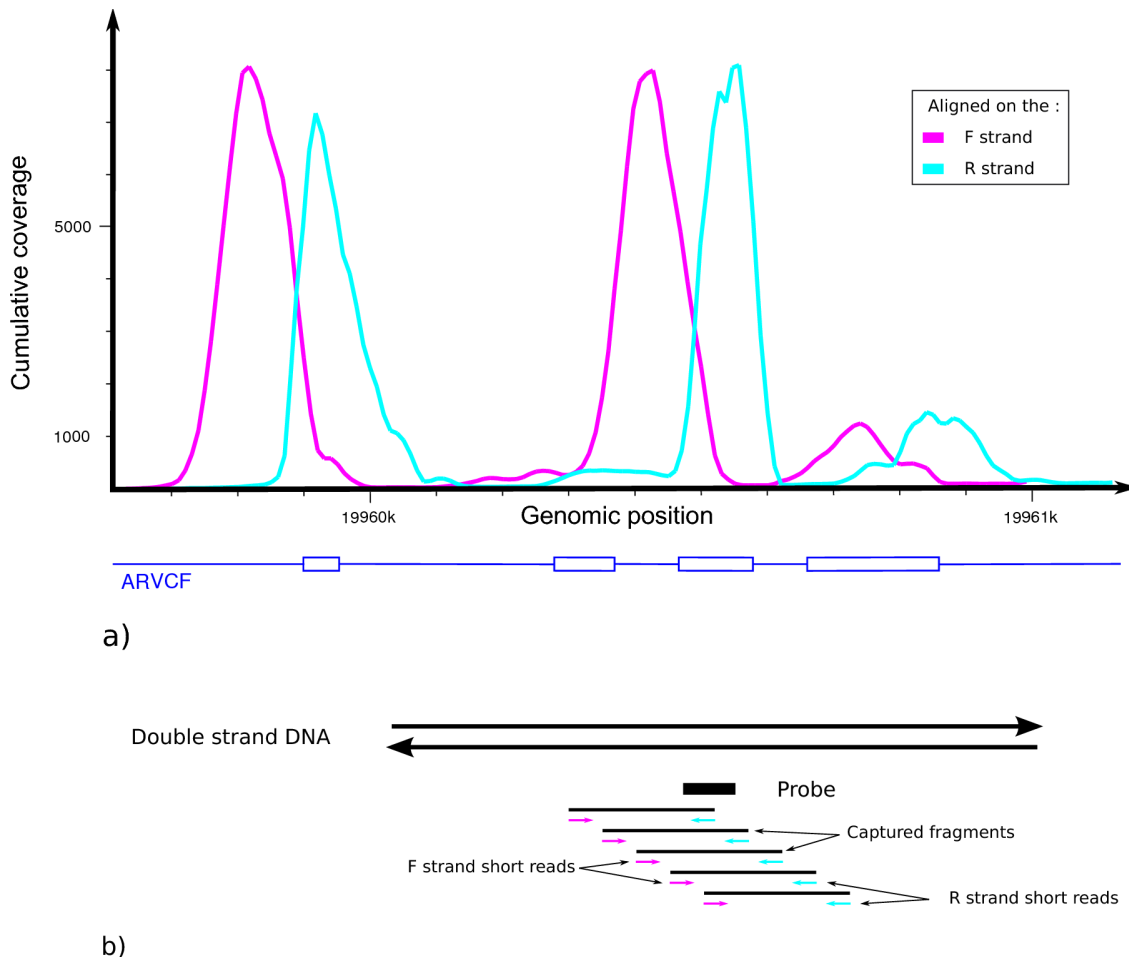 Aligned on the :
F strand
R strand
Cumulative coverage
5000
1000
19960k
Genomic position
19961k
ARVCF
a)
Double strand DNA
Probe
Captured fragments
F strand short reads
R strand short reads
b)